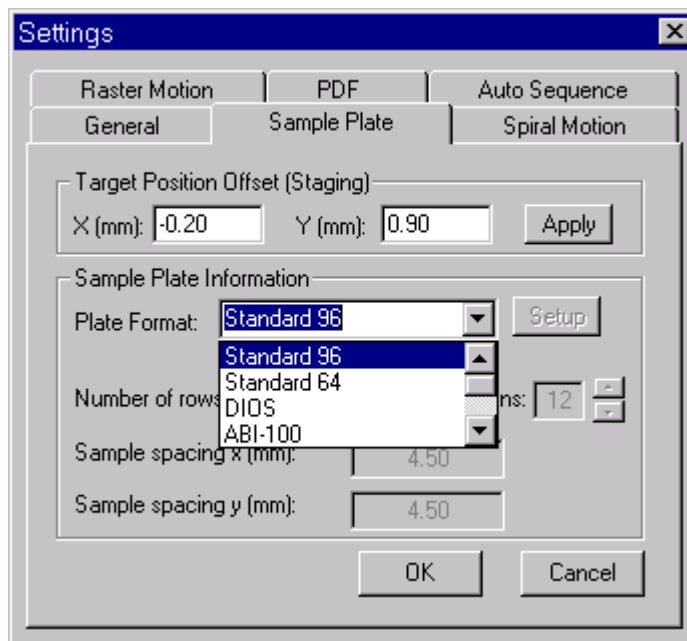 Settings
Raster Motion PDF Auto Sequence
General Sample Plate Spiral Motion
Target Position Offset (Staging)
X (mm): -0.20 Y (mm): 0.90 Apply
Sample Plate Information
Plate Format: Standard 96 Setup
Standard 96
Standard 64
DIOS
ABI-100
Number of rows ns: 12
Sample spacing x (mm): 4.50
Sample spacing y (mm): 4.50
OK Cancel